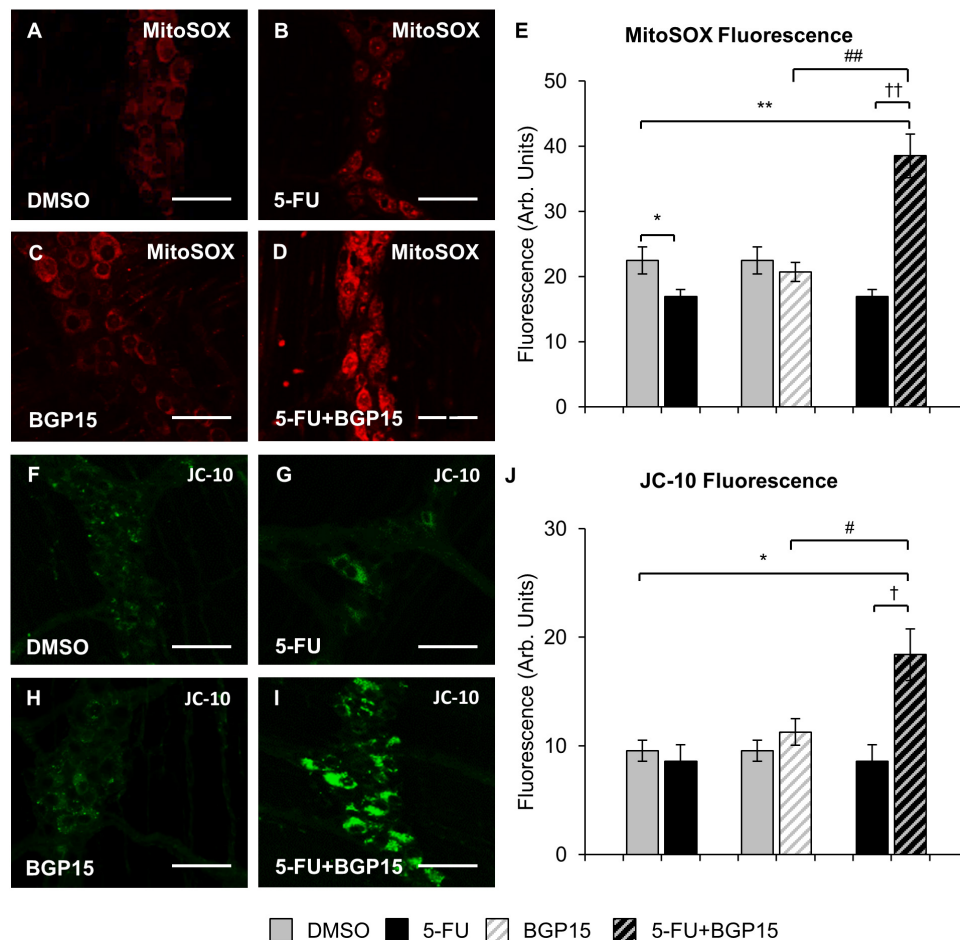 A MitoSOX
DMSO
B MitoSOX
5-FU
C MitoSOX
BGP15
D MitoSOX
5-FU+BGP15
E
MitoSOX Fluorescence
Fluorescence (Arb. Units)
50
40
30
20
10
0
*
**
††
##
F JC-10
DMSO
G JC-10
5-FU
H JC-10
BGP15
I JC-10
5-FU+BGP15
J
JC-10 Fluorescence
Fluorescence (Arb. Units)
30
20
10
0
*
#
†
DMSO 5-FU BGP15 5-FU+BGP15